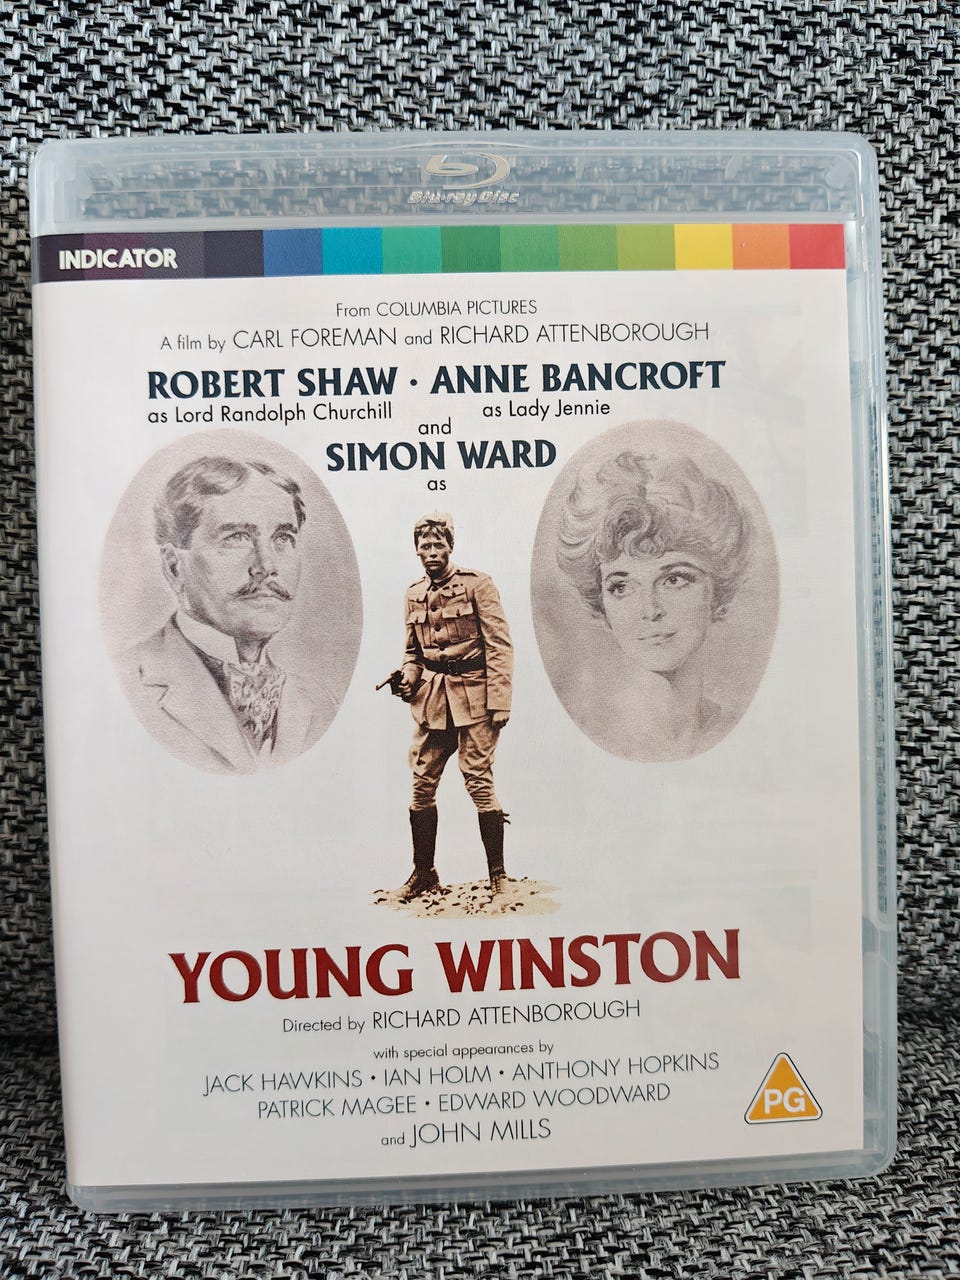 Blu-ray Disc
INDICATOR
From COLUMBIA PICTURES
A film by CARL FOREMAN and RICHARD ATTENBOROUGH
ROBERT SHAW · ANNE BANCROFT
as Lord Randolph Churchill as Lady Jennie
and
SIMON WARD
as
YOUNG WINSTON
Directed by RICHARD ATTENBOROUGH
with special appearances by
JACK HAWKINS · IAN HOLM · ANTHONY HOPKINS
PATRICK MAGEE · EDWARD WOODWARD
and JOHN MILLS
PG